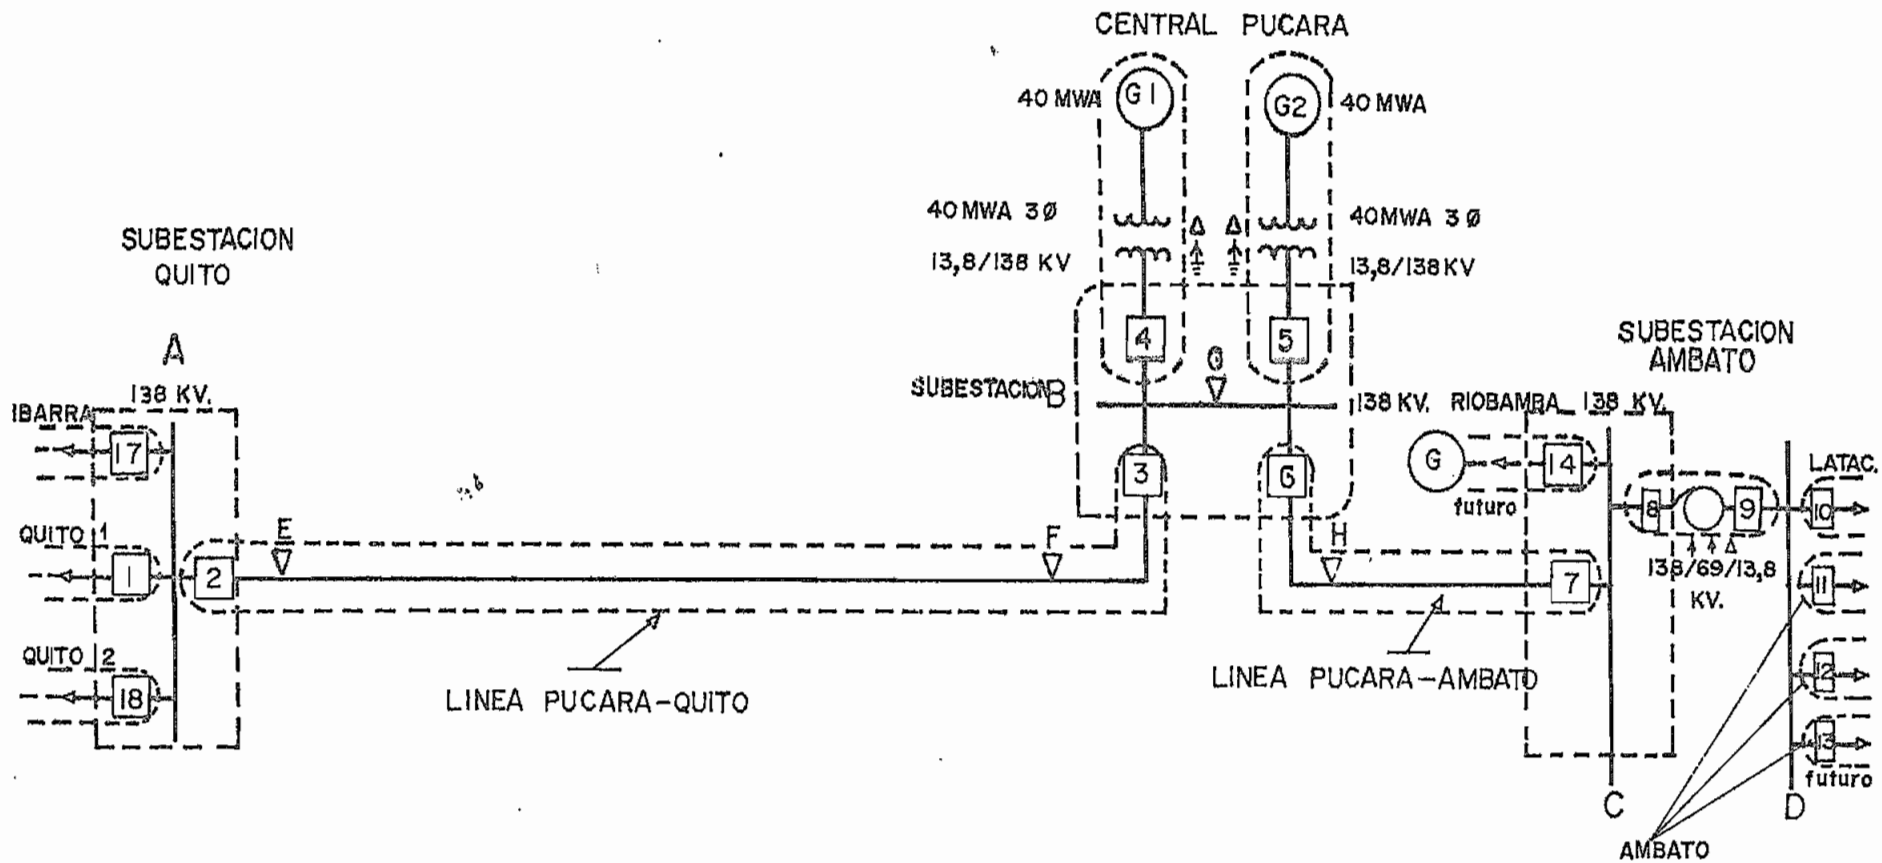 CENTRAL PUCARA
40 MWA G1 G2 40 MWA
40 MWA 3Ø 40 MWA 3Ø
13,8/138 KV 13,8/138 KV
SUBESTACION
QUITO
A
138 KV.
IBARRA
17
QUITO 1
1
2
QUITO 2
18
E
F
LINEA PUCARA-QUITO
4
5
SUBESTACION B
138 KV.
3
6
H
LINEA PUCARA-AMBATO
SUBESTACION
AMBATO
RIOBAMBA 138 KV.
G
14
futuro
7
8
9
138/69/13,8
KV.
LATAC.
10
11
12
13
futuro
C
D
AMBATO